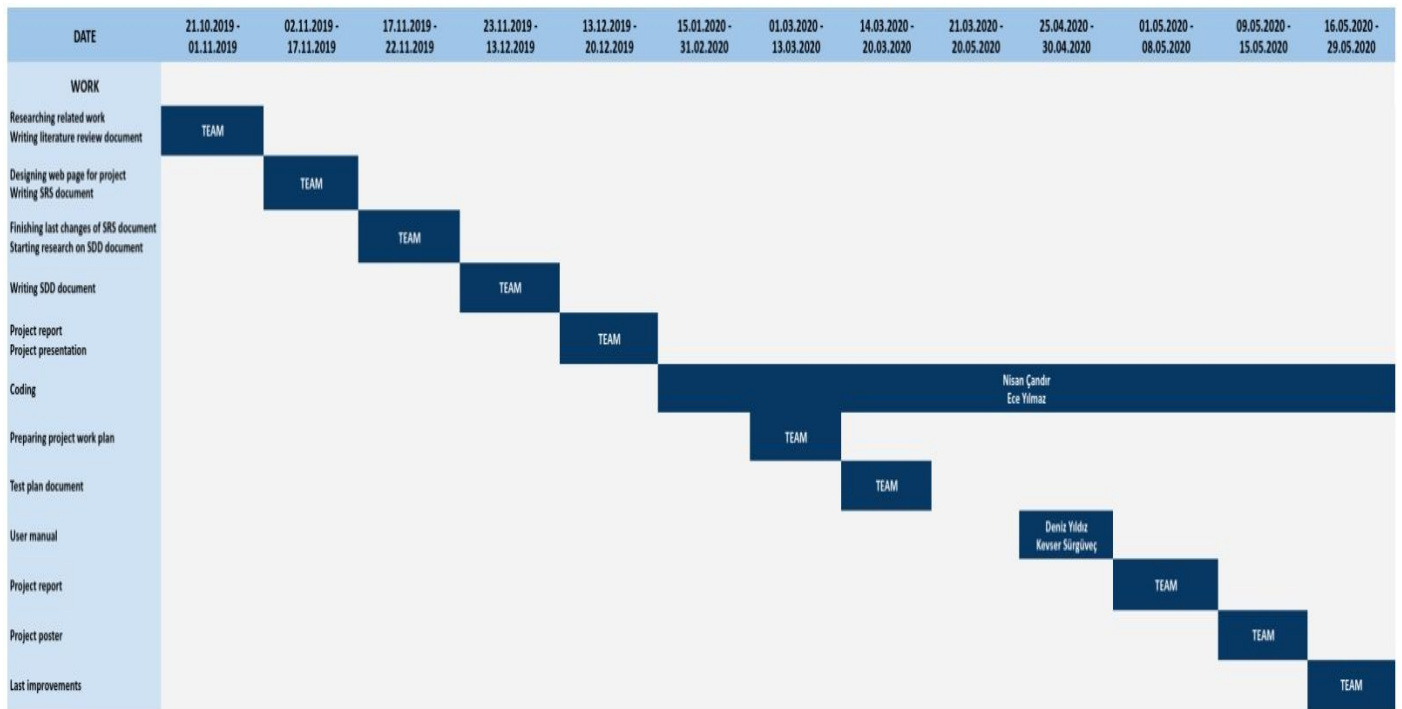 DATE
21.10.2019 -
01.11.2019
02.11.2019 -
17.11.2019
17.11.2019 -
22.11.2019
23.11.2019 -
13.12.2019
13.12.2019 -
20.12.2019
15.01.2020 -
31.02.2020
01.03.2020 -
13.03.2020
14.03.2020 -
20.03.2020
21.03.2020 -
20.05.2020
25.04.2020 -
30.04.2020
01.05.2020 -
08.05.2020
09.05.2020 -
15.05.2020
16.05.2020 -
29.05.2020
WORK
Researching related work
Writing literature review document
TEAM
Designing web page for project
Writing SRS document
TEAM
Finishing last changes of SRS document
Starting research on SDD document
TEAM
Writing SDD document
TEAM
Project report
Project presentation
TEAM
Coding
Nisan Çandır
Ece Yılmaz
Preparing project work plan
TEAM
Test plan document
TEAM
User manual
Deniz Yıldız
Kevser Sürgüveç
Project report
TEAM
Project poster
TEAM
Last improvements
TEAM